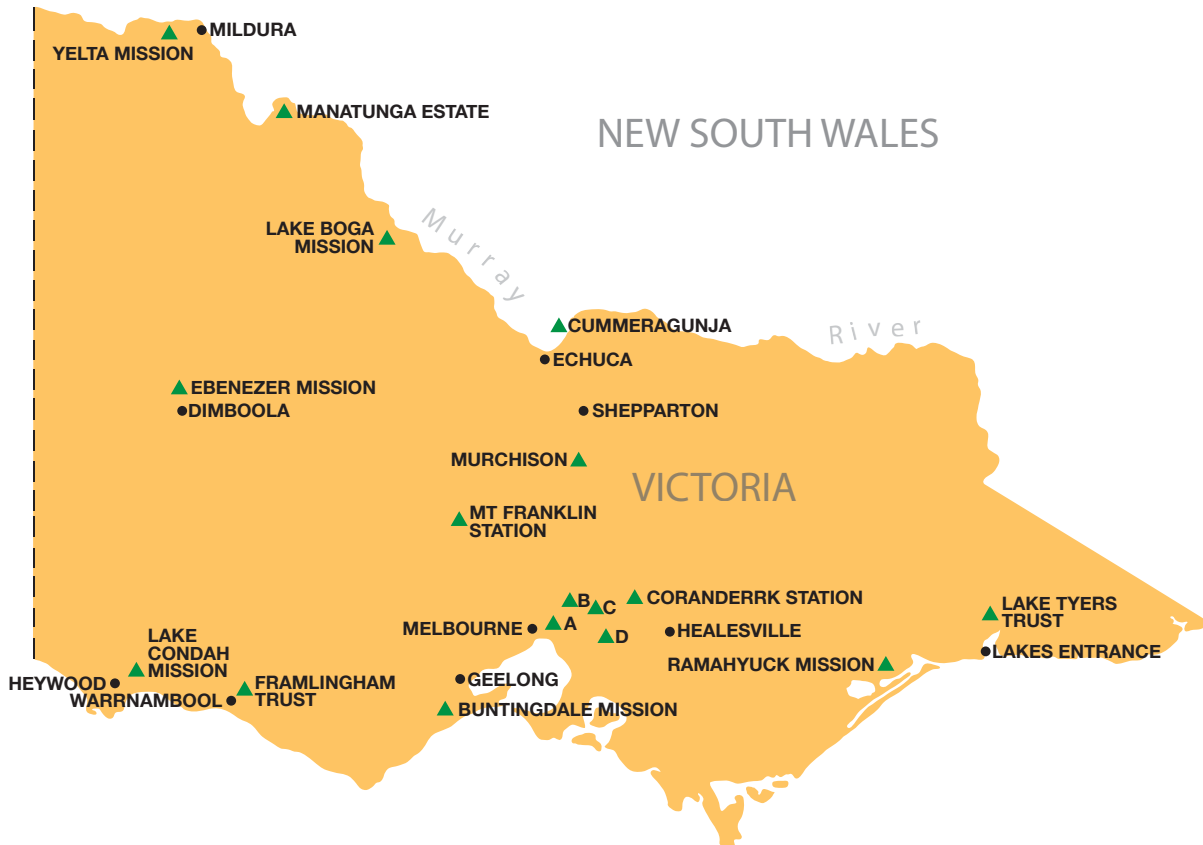 MILDURA
YELTA MISSION
MANATUNGA ESTATE
NEW SOUTH WALES
LAKE BOGA
MISSION
Murray
River
CUMMERAGUNJA
ECHUCA
EBENEZER MISSION
DIMBOOLA
SHEPPARTON
MURCHISON
VICTORIA
MT FRANKLIN
STATION
B
C
CORANDERRK STATION
A
D
MELBOURNE
HEALESVILLE
LAKE TYERS
TRUST
LAKES ENTRANCE
RAMAHYUCK MISSION
LAKE
CONDAH
MISSION
HEYWOOD
WARRNAMBOOL
FRAMLINGHAM
TRUST
GEELONG
BUNTINGDALE MISSION